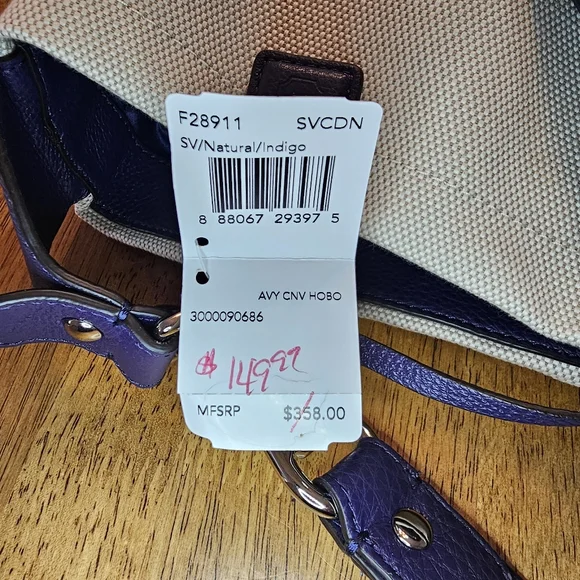 F28911 SVCDN
SV/Natural/Indigo
8 88067 29397 5
AVY CNV HOBO
3000090686
$ 149.99
MFSRP $358.00